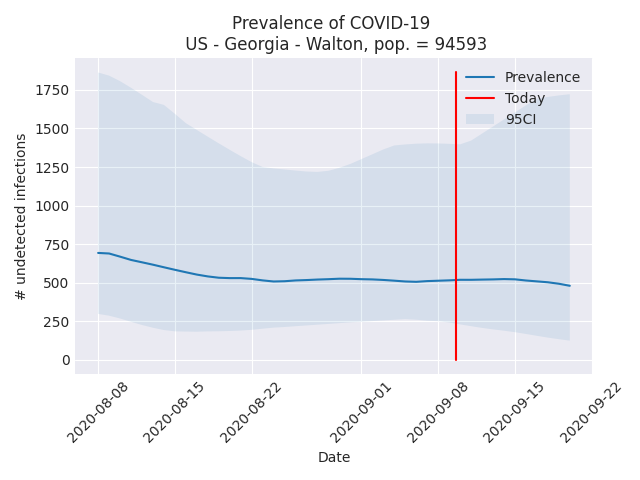 Prevalence of COVID-19
US - Georgia - Walton, pop. = 94593
Prevalence
Today
95CI
1750
1500
1250
1000
750
500
250
0
# undetected infections
2020-08-08
2020-08-15
2020-08-22
2020-09-01
2020-09-08
2020-09-15
2020-09-22
Date